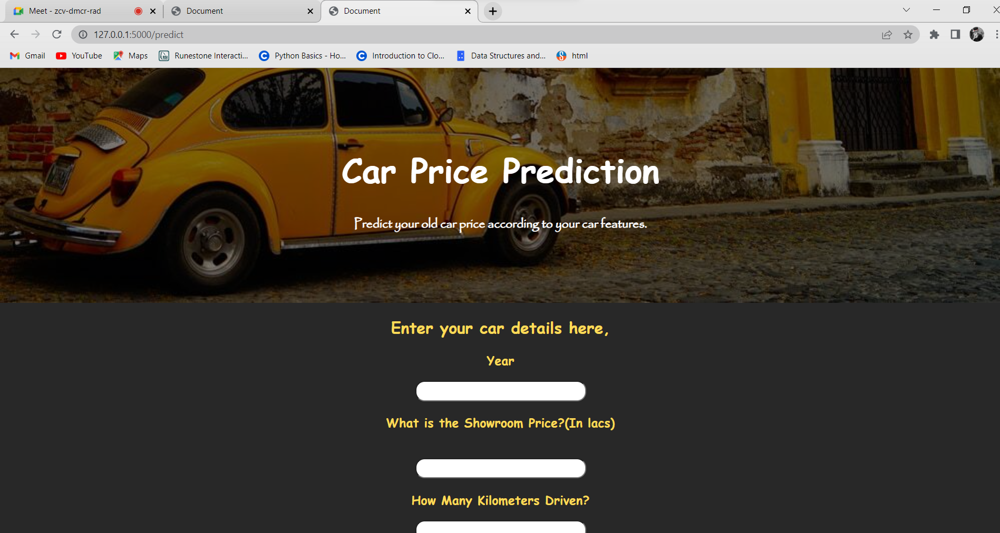 Meet - zcv-dmcr-rad
Document
Document
127.0.0.1:5000/predict
Gmail
YouTube
Maps
Runestone Interacti...
Python Basics - Ho...
Introduction to Clo...
Data Structures and...
html
Car Price Prediction
Predict your old car price according to your car features.
Enter your car details here,
Year
What is the Showroom Price?(In lacs)
How Many Kilometers Driven?